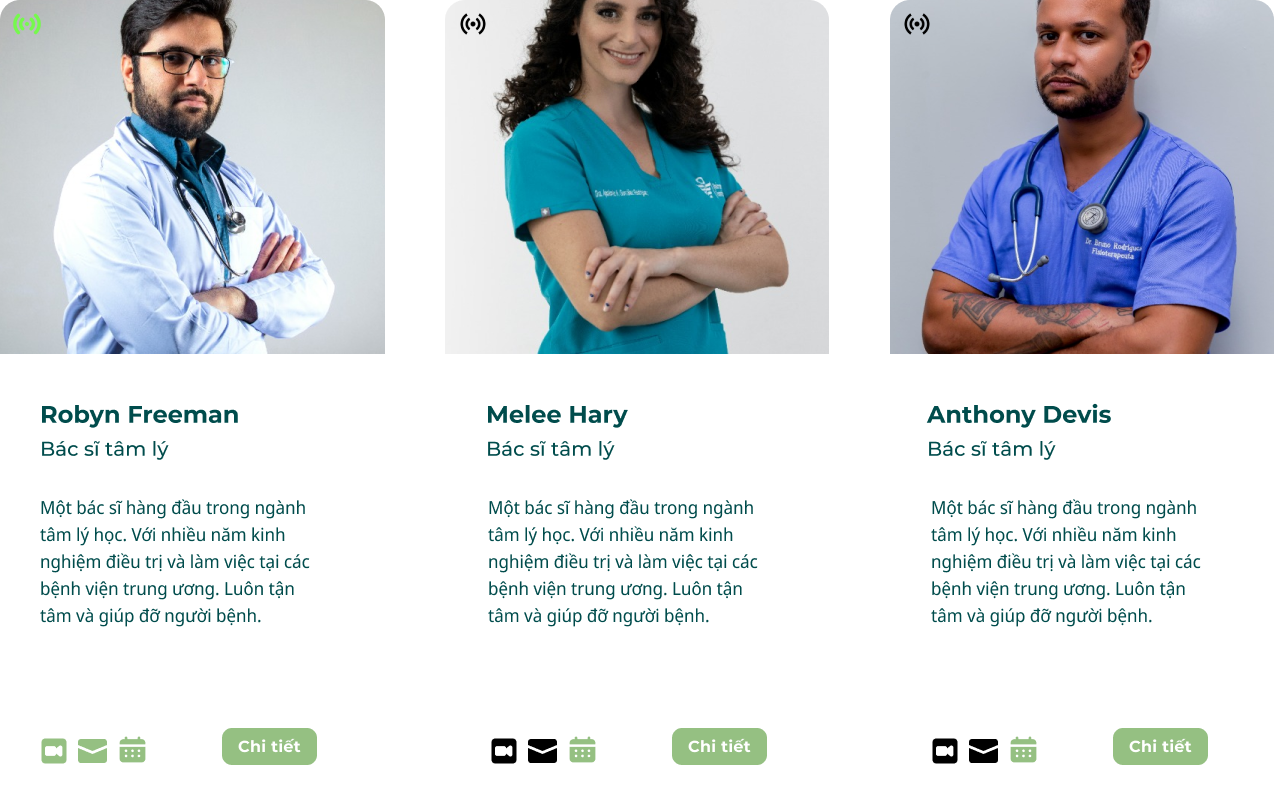 Dr. Bruno Rodrigues
Fisioterapeuta
Robyn Freeman
Bác sĩ tâm lý
Một bác sĩ hàng đầu trong ngành
tâm lý học. Với nhiều năm kinh
nghiệm điều trị và làm việc tại các
bệnh viện trung ương. Luôn tận
tâm và giúp đỡ người bệnh.
Chi tiết
Melee Hary
Bác sĩ tâm lý
Một bác sĩ hàng đầu trong ngành
tâm lý học. Với nhiều năm kinh
nghiệm điều trị và làm việc tại các
bệnh viện trung ương. Luôn tận
tâm và giúp đỡ người bệnh.
Chi tiết
Anthony Devis
Bác sĩ tâm lý
Một bác sĩ hàng đầu trong ngành
tâm lý học. Với nhiều năm kinh
nghiệm điều trị và làm việc tại các
bệnh viện trung ương. Luôn tận
tâm và giúp đỡ người bệnh.
Chi tiết